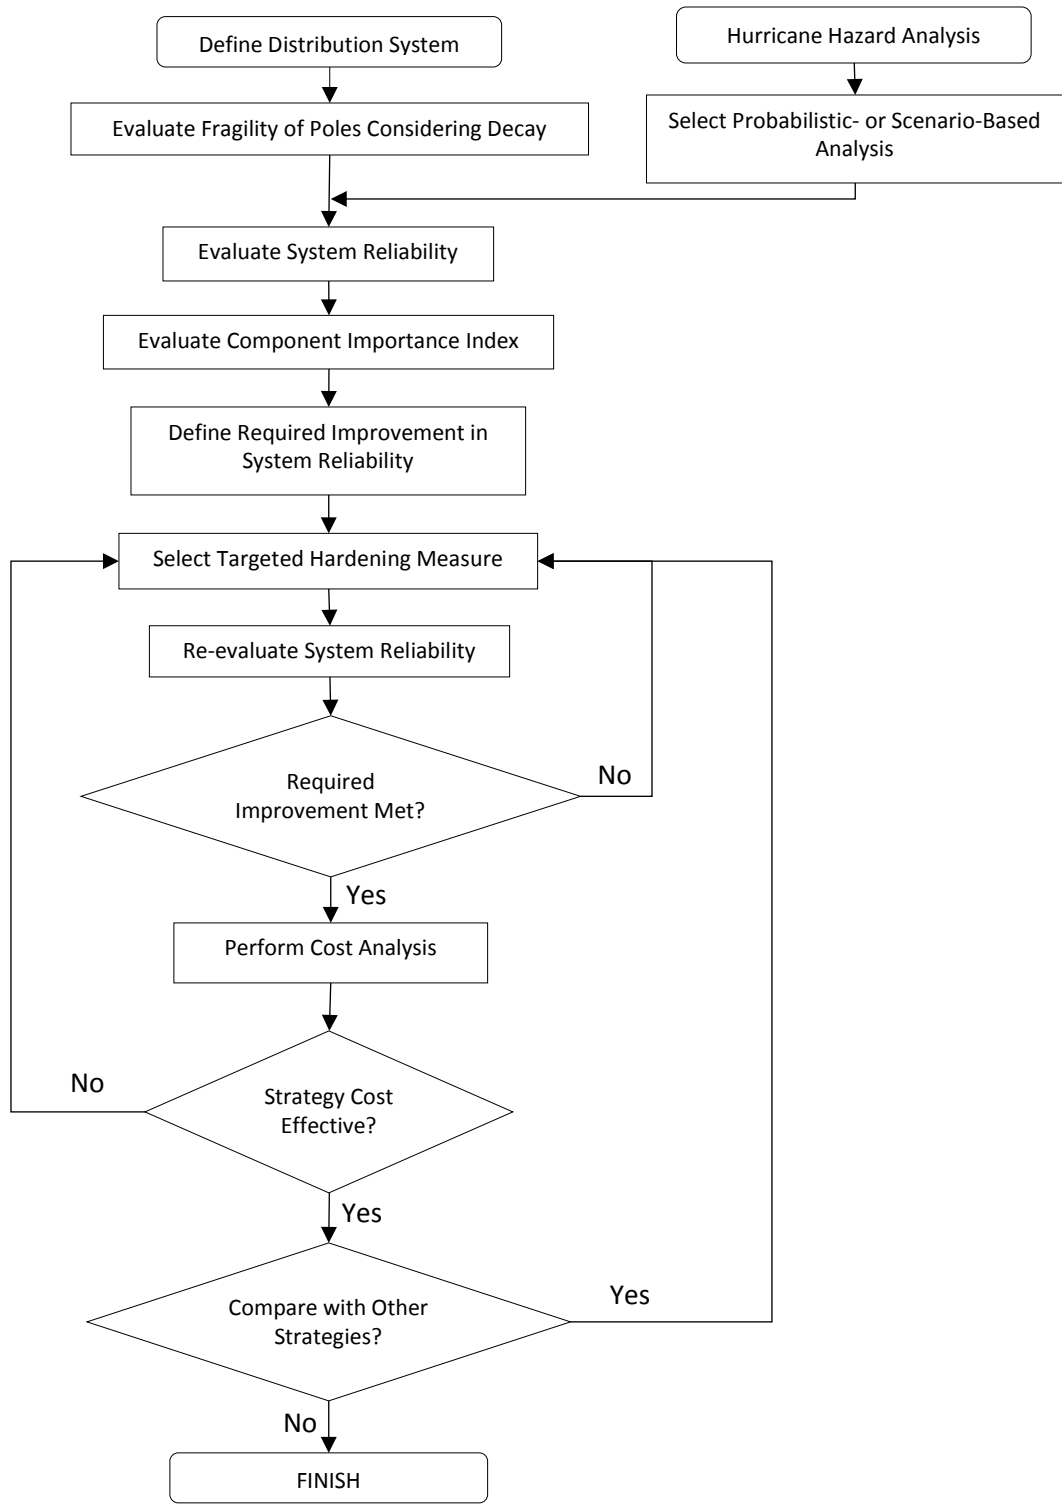 Define Distribution System
Hurricane Hazard Analysis
Evaluate Fragility of Poles Considering Decay
Select Probabilistic- or Scenario-Based
Analysis
Evaluate System Reliability
Evaluate Component Importance Index
Define Required Improvement in
System Reliability
Select Targeted Hardening Measure
Re-evaluate System Reliability
Required
Improvement Met?
No
Yes
Perform Cost Analysis
No
Strategy Cost
Effective?
Yes
Compare with Other
Strategies?
Yes
No
FINISH